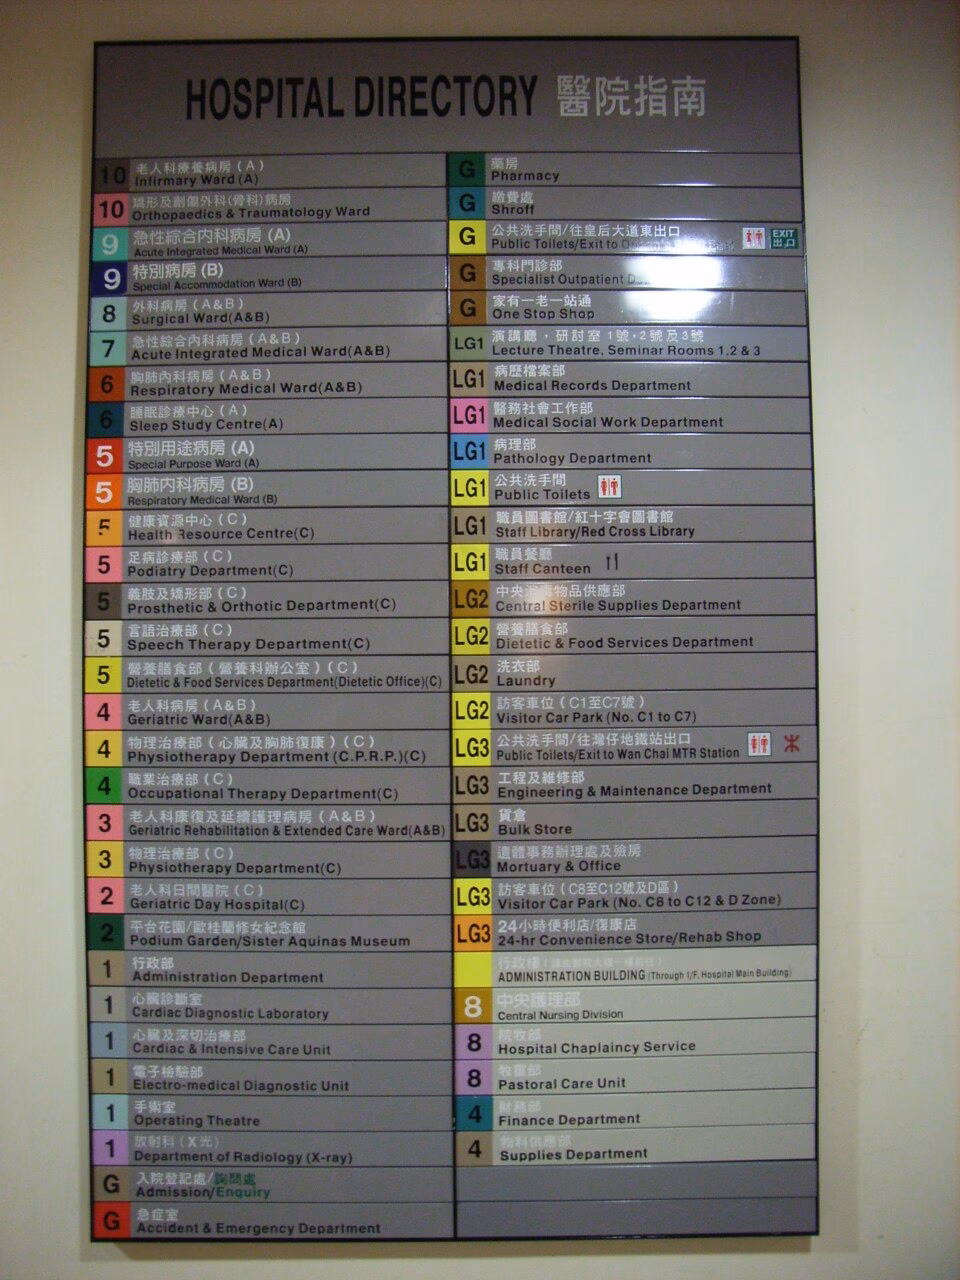 HOSPITAL DIRECTORY 醫院指南
10 老人科療養病房(A)
Infirmary Ward (A)
10 矯形及創傷外科(骨科)病房
Orthopaedics & Traumatology Ward
9 急性綜合內科病房 (A)
Acute Integrated Medical Ward (A)
9 特別病房 (B)
Special Accommodation Ward (B)
8 外科病房 (A&B)
Surgical Ward(A&B)
7 急性綜合內科病房 (A&B)
Acute Integrated Medical Ward(A&B)
6 胸肺內科病房 (A&B)
Respiratory Medical Ward(A&B)
6 睡眠診療中心 (A)
Sleep Study Centre(A)
5 特別用途病房 (A)
Special Purpose Ward (A)
5 胸肺內科病房 (B)
Respiratory Medical Ward (B)
5 健康資源中心 (C)
Health Resource Centre(C)
5 足病診療部 (C)
Podiatry Department(C)
5 義肢及矯形部 (C)
Prosthetic & Orthotic Department(C)
5 言語治療部 (C)
Speech Therapy Department(C)
5 營養膳食部 (營養科辦公室) (C)
Dietetic & Food Services Department(Dietetic Office)(C)
4 老人科病房 (A&B)
Geriatric Ward(A&B)
4 物理治療部 (心臟及胸肺復康) (C)
Physiotherapy Department (C.P.R.P.)(C)
4 職業治療部 (C)
Occupational Therapy Department(C)
3 老人科康復及延續護理病房 (A&B)
Geriatric Rehabilitation & Extended Care Ward(A&B)
3 物理治療部 (C)
Physiotherapy Department(C)
2 老人科日間醫院 (C)
Geriatric Day Hospital(C)
2 平台花園/歐桂蘭修女紀念館
Podium Garden/Sister Aquinas Museum
1 行政部
Administration Department
1 心臟診斷室
Cardiac Diagnostic Laboratory
1 心臟及深切治療部
Cardiac & Intensive Care Unit
1 電子檢驗部
Electro-medical Diagnostic Unit
1 手術室
Operating Theatre
1 放射科 (X光)
Department of Radiology (X-ray)
G 入院登記處/詢問處
Admission/Enquiry
G 急症室
Accident & Emergency Department
G 藥房
Pharmacy
G 繳費處
Shroff
G 公共洗手間/往皇后大道東出口
Public Toilets/Exit to
EXIT
出口
G 專科門診部
Specialist Outpatient
G 家有一老一站通
One Stop Shop
LG1 演講廳，研討室 1號，2號及3號
Lecture Theatre, Seminar Rooms 1,2 & 3
LG1 病歷檔案部
Medical Records Department
LG1 醫務社會工作部
Medical Social Work Department
LG1 病理部
Pathology Department
LG1 公共洗手間
Public Toilets
LG1 職員圖書館/紅十字會圖書館
Staff Library/Red Cross Library
LG1 職員餐廳
Staff Canteen
LG2 中央消毒物品供應部
Central Sterile Supplies Department
LG2 營養膳食部
Dietetic & Food Services Department
LG2 洗衣部
Laundry
LG2 訪客車位 (C1至C7號)
Visitor Car Park (No. C1 to C7)
LG3 公共洗手間/往灣仔地鐵站出口
Public Toilets/Exit to Wan Chai MTR Station
LG3 工程及維修部
Engineering & Maintenance Department
LG3 貨倉
Bulk Store
LG3 遺體事務辦理處及殮房
Mortuary & Office
LG3 訪客車位 (C8至C12號及D區)
Visitor Car Park (No. C8 to C12 & D Zone)
LG3 24小時便利店/復康店
24-hr Convenience Store/Rehab Shop
行政樓
ADMINISTRATION BUILDING (Through 1/F, Hospital Main Building)
8 中央護理部
Central Nursing Division
8 院牧部
Hospital Chaplaincy Service
8 牧靈部
Pastoral Care Unit
4 財務部
Finance Department
4 物料供應部
Supplies Department